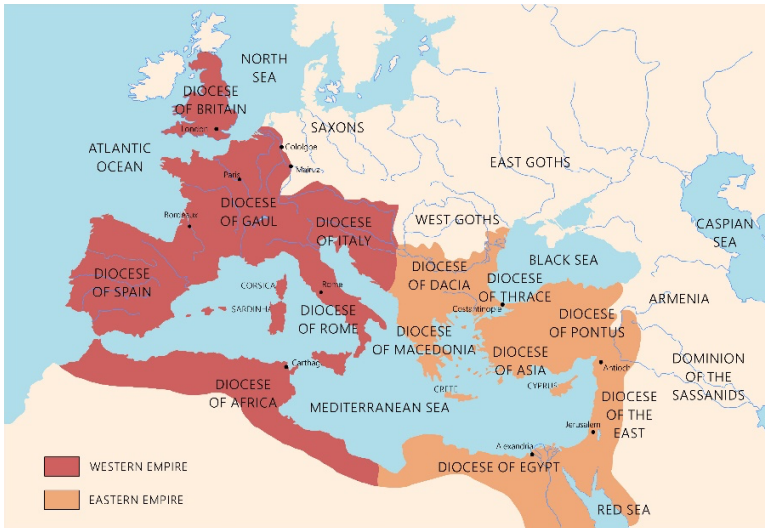 NORTH
SEA
DIOCESE
OF BRITAIN
London
SAXONS
ATLANTIC
OCEAN
Cologne
Mainz
EAST GOTHS
Paris
DIOCESE
OF GAUL
Bordeaux
DIOCESE
OF ITALY
WEST GOTHS
CASPIAN
SEA
DIOCESE
OF SPAIN
CORSICA
SARDINIA
Rome
DIOCESE
OF ROME
DIOCESE
OF DACIA
BLACK SEA
DIOCESE
OF THRACE
Costantinople
ARMENIA
DIOCESE
OF PONTUS
DIOCESE
OF MACEDONIA
DIOCESE
OF ASIA
DOMINION
OF THE
SASSANIDS
Carthag
Antioch
DIOCESE
OF AFRICA
CRETE
CYPRUS
DIOCESE
OF THE
EAST
MEDITERRANEAN SEA
Jerusalem
Alexandria
DIOCESE OF EGYPT
WESTERN EMPIRE
EASTERN EMPIRE
RED SEA